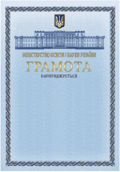 МІНІСТЕРСТВО ОСВІТИ І НАУКИ УКРАЇНИ
ГРАМОТА
НАГОРОДЖУЄТЬСЯ